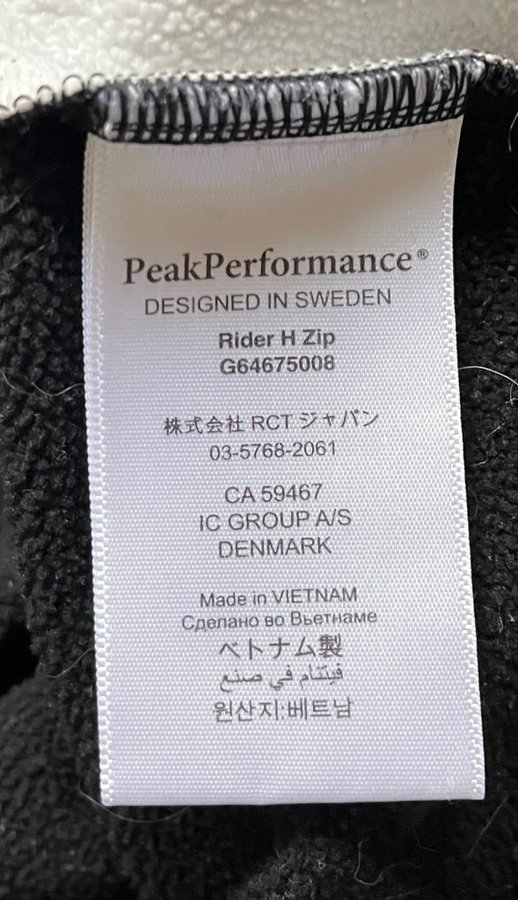 PeakPerformance®
DESIGNED IN SWEDEN
Rider H Zip
G64675008
株式会社 RCT ジャパン
03-5768-2061
CA 59467
IC GROUP A/S
DENMARK
Made in VIETNAM
Сделано во Вьетнаме
ベトナム製
فيتنام في صنع
원산지:베트남